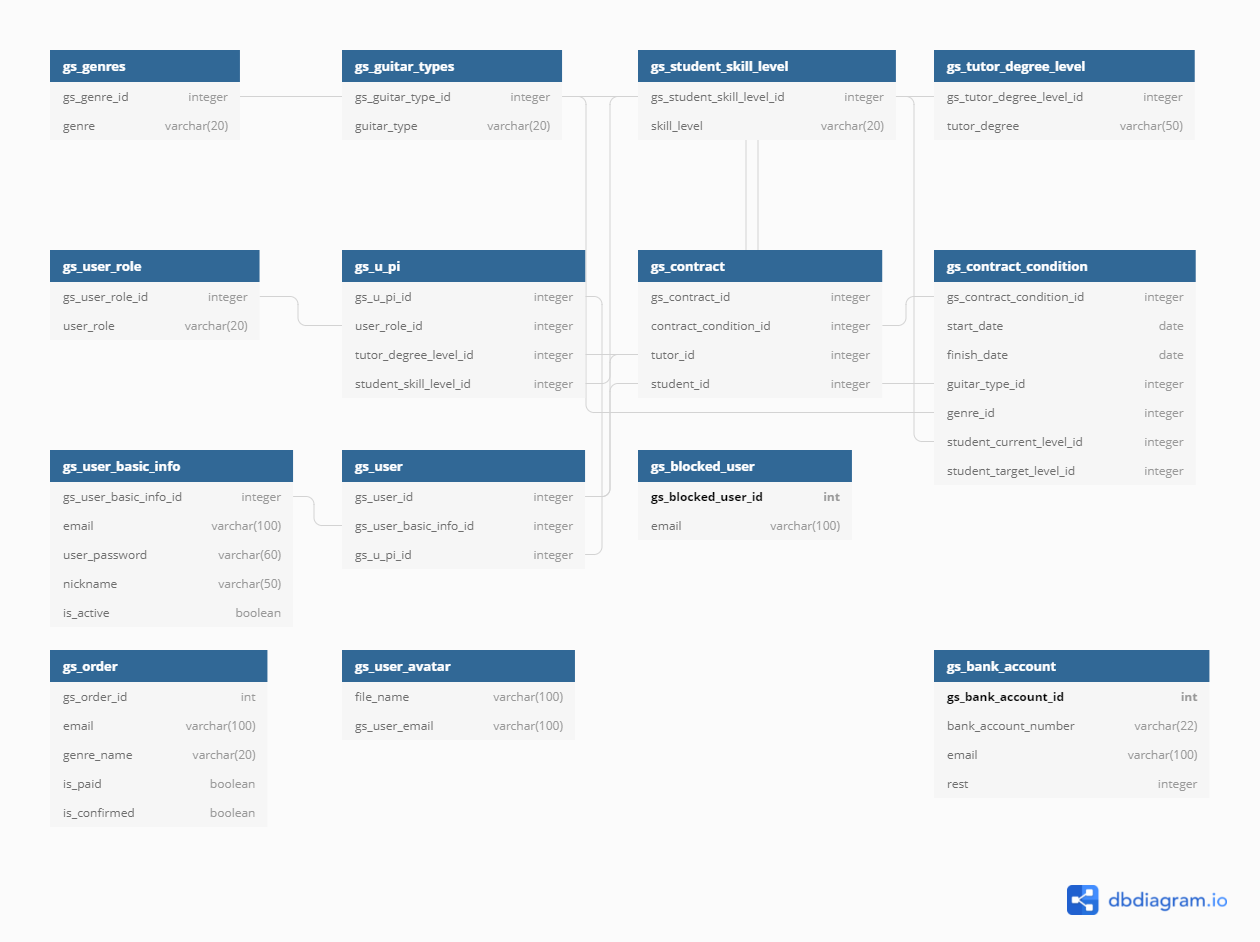 gs_genres
gs_genre_id integer
genre varchar(20)
gs_guitar_types
gs_guitar_type_id integer
guitar_type varchar(20)
gs_student_skill_level
gs_student_skill_level_id integer
skill_level varchar(20)
gs_tutor_degree_level
gs_tutor_degree_level_id integer
tutor_degree varchar(50)
gs_user_role
gs_user_role_id integer
user_role varchar(20)
gs_u_pi
gs_u_pi_id integer
user_role_id integer
tutor_degree_level_id integer
student_skill_level_id integer
gs_contract
gs_contract_id integer
contract_condition_id integer
tutor_id integer
student_id integer
gs_contract_condition
gs_contract_condition_id integer
start_date date
finish_date date
guitar_type_id integer
genre_id integer
student_current_level_id integer
student_target_level_id integer
gs_user_basic_info
gs_user_basic_info_id integer
email varchar(100)
user_password varchar(60)
nickname varchar(50)
is_active boolean
gs_user
gs_user_id integer
gs_user_basic_info_id integer
gs_u_pi_id integer
gs_blocked_user
gs_blocked_user_id int
email varchar(100)
gs_order
gs_order_id int
email varchar(100)
genre_name varchar(20)
is_paid boolean
is_confirmed boolean
gs_user_avatar
file_name varchar(100)
gs_user_email varchar(100)
gs_bank_account
gs_bank_account_id int
bank_account_number varchar(22)
email varchar(100)
rest integer
dbdiagram.io